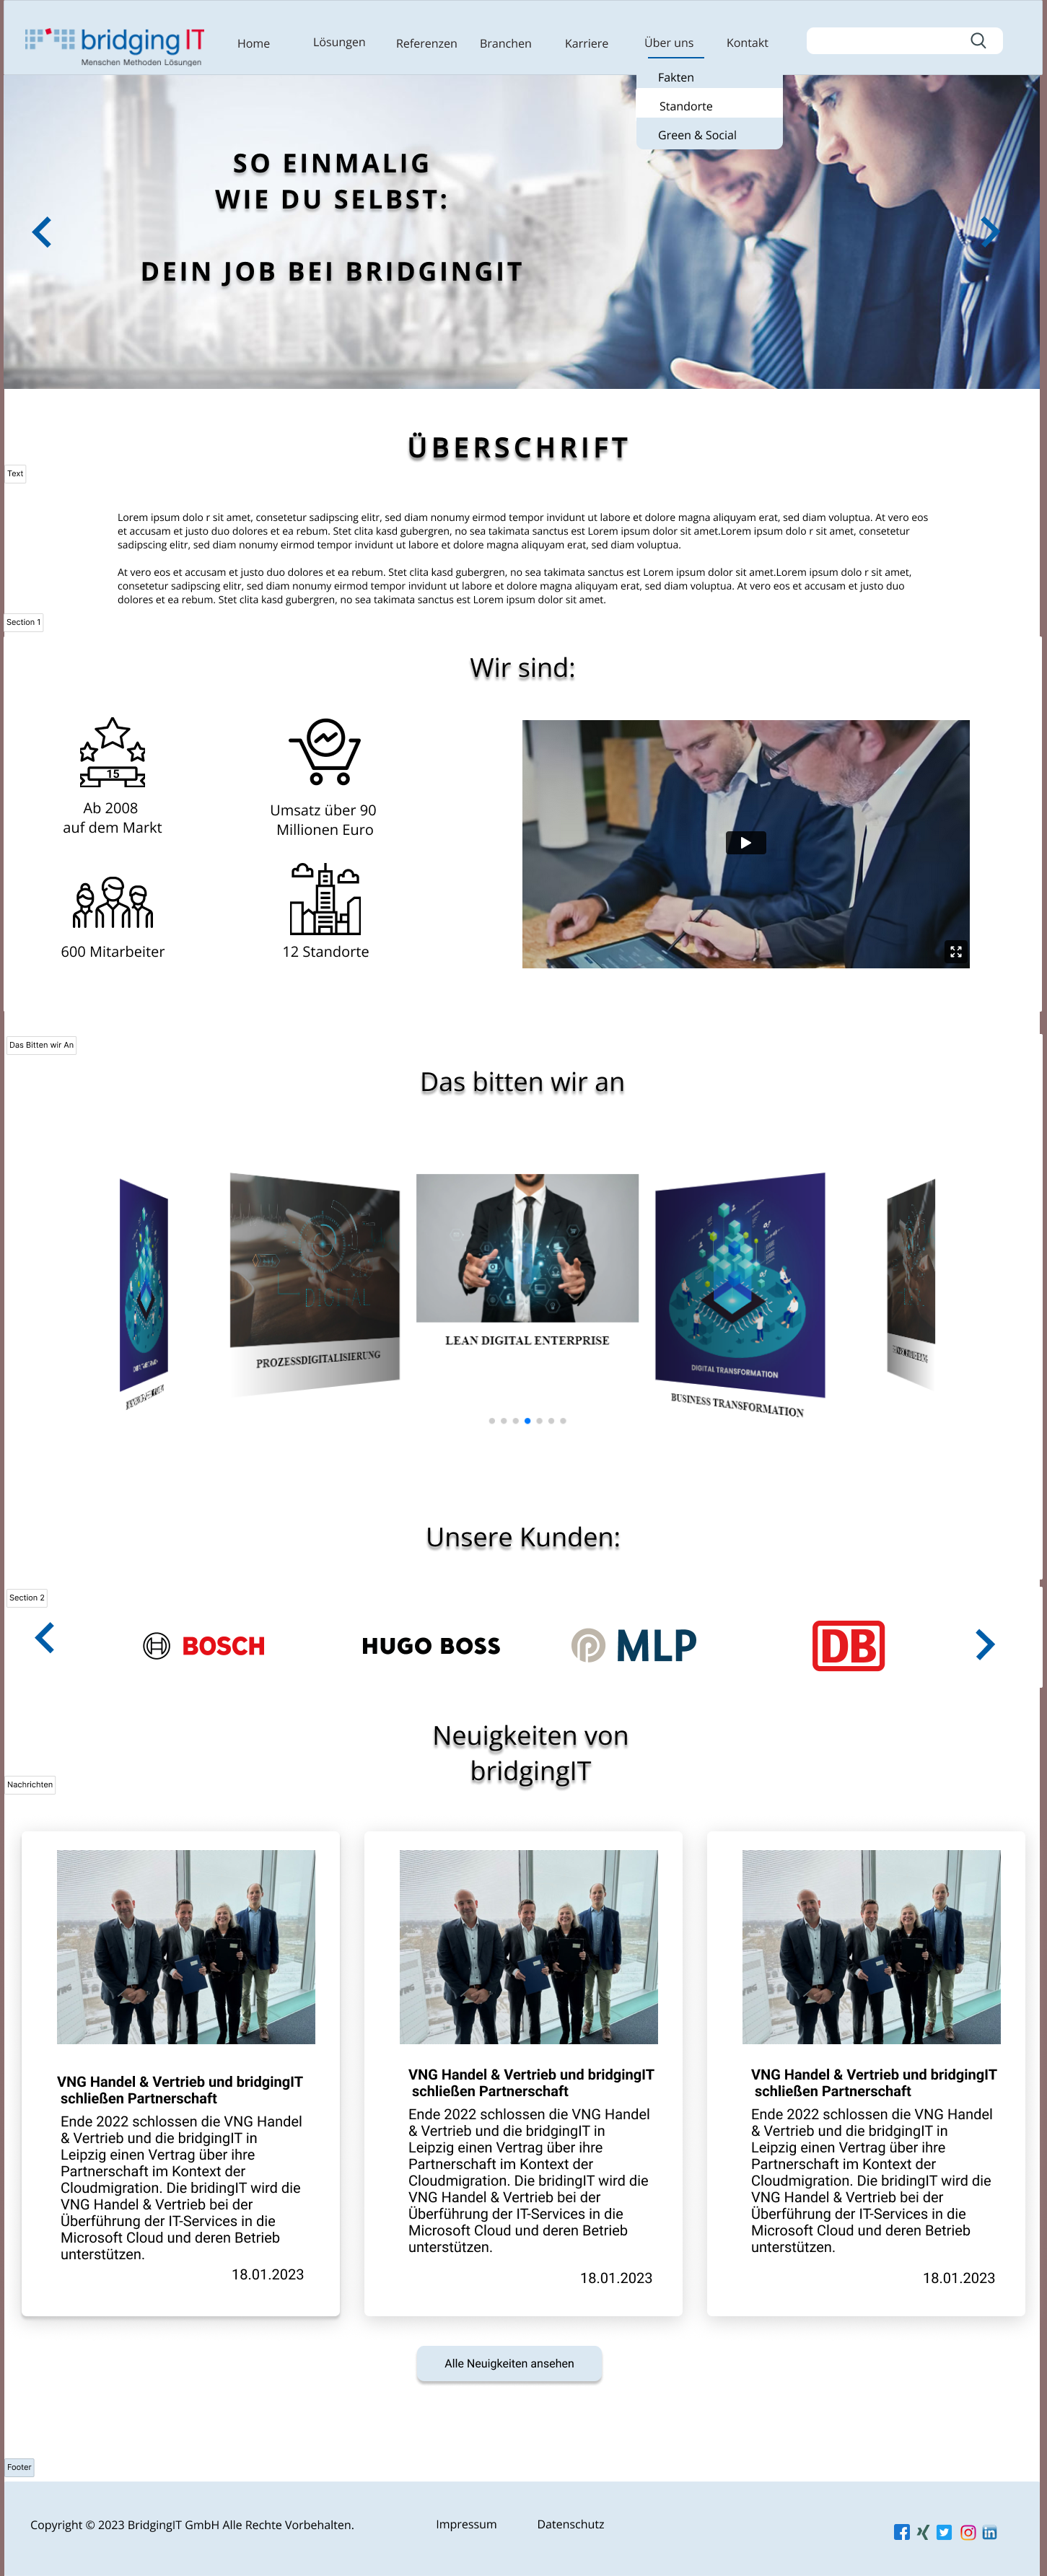 bridgingIT
Menschen Methoden Lösungen
Home
Lösungen
Referenzen
Branchen
Karriere
Über uns
Kontakt
Fakten
Standorte
Green & Social
SO EINMALIG
WIE DU SELBST:
DEIN JOB BEI BRIDGINGIT
ÜBERSCHRIFT
Text
Lorem ipsum dolo r sit amet, consetetur sadipscing elitr, sed diam nonumy eirmod tempor invidunt ut labore et dolore magna aliquyam erat, sed diam voluptua. At vero eos
et accusam et justo duo dolores et ea rebum. Stet clita kasd gubergren, no sea takimata sanctus est Lorem ipsum dolor sit amet.Lorem ipsum dolo r sit amet, consetetur
sadipscing elitr, sed diam nonumy eirmod tempor invidunt ut labore et dolore magna aliquyam erat, sed diam voluptua.
At vero eos et accusam et justo duo dolores et ea rebum. Stet clita kasd gubergren, no sea takimata sanctus est Lorem ipsum dolor sit amet.Lorem ipsum dolo r sit amet,
consetetur sadipscing elitr, sed diam nonumy eirmod tempor invidunt ut labore et dolore magna aliquyam erat, sed diam voluptua. At vero eos et accusam et justo duo
dolores et ea rebum. Stet clita kasd gubergren, no sea takimata sanctus est Lorem ipsum dolor sit amet.
Section 1
Wir sind:
15
Ab 2008
auf dem Markt
Umsatz über 90
Millionen Euro
600 Mitarbeiter
12 Standorte
Das Bitten wir An
Das bitten wir an
DIGITAL
PROZESSDIGITALISIERUNG
LEAN DIGITAL ENTERPRISE
DIGITAL TRANSFORMATION
BUSINESS TRANSFORMATION
Unsere Kunden:
Section 2
BOSCH
HUGO BOSS
MLP
DB
Neuigkeiten von
bridgingIT
Nachrichten
VNG Handel & Vertrieb und bridgingIT
schließen Partnerschaft
Ende 2022 schlossen die VNG Handel
& Vertrieb und die bridgingIT in
Leipzig einen Vertrag über ihre
Partnerschaft im Kontext der
Cloudmigration. Die bridingIT wird die
VNG Handel & Vertrieb bei der
Überführung der IT-Services in die
Microsoft Cloud und deren Betrieb
unterstützen.
18.01.2023
VNG Handel & Vertrieb und bridgingIT
schließen Partnerschaft
Ende 2022 schlossen die VNG Handel
& Vertrieb und die bridgingIT in
Leipzig einen Vertrag über ihre
Partnerschaft im Kontext der
Cloudmigration. Die bridingIT wird die
VNG Handel & Vertrieb bei der
Überführung der IT-Services in die
Microsoft Cloud und deren Betrieb
unterstützen.
18.01.2023
VNG Handel & Vertrieb und bridgingIT
schließen Partnerschaft
Ende 2022 schlossen die VNG Handel
& Vertrieb und die bridgingIT in
Leipzig einen Vertrag über ihre
Partnerschaft im Kontext der
Cloudmigration. Die bridingIT wird die
VNG Handel & Vertrieb bei der
Überführung der IT-Services in die
Microsoft Cloud und deren Betrieb
unterstützen.
18.01.2023
Alle Neuigkeiten ansehen
Footer
Copyright © 2023 BridgingIT GmbH Alle Rechte Vorbehalten.
Impressum
Datenschutz